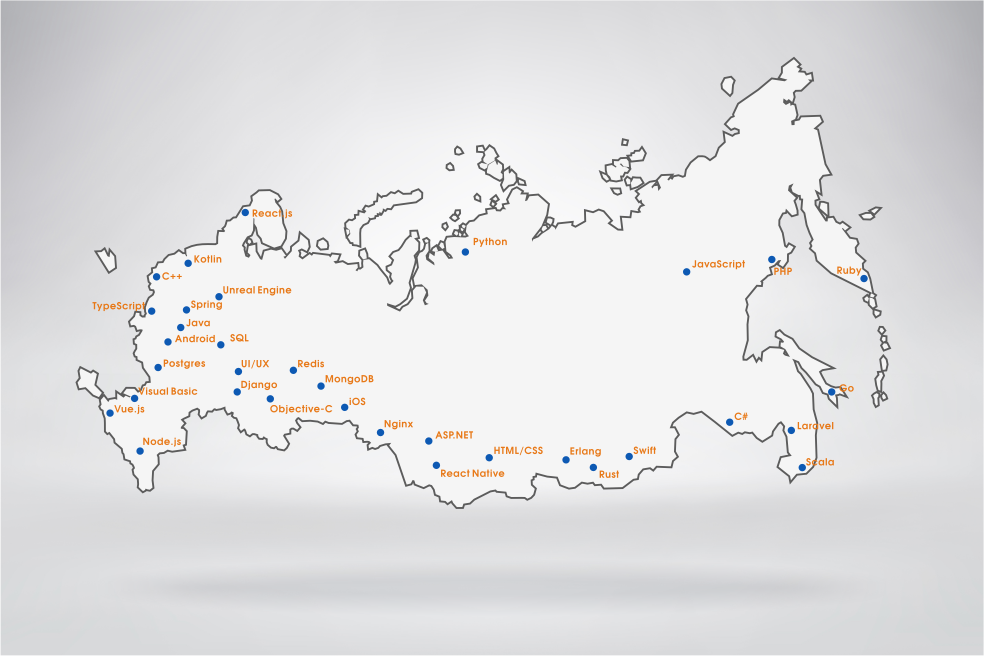 React.js
Python
Kotlin
JavaScript
C++
PHP
Ruby
Unreal Engine
TypeScript
Spring
Java
Android
SQL
Postgres
UI/UX
Redis
MongoDB
Django
Visual Basic
Go
Objective-C
iOS
Vue.js
C#
Nginx
Laravel
ASP.NET
Node.js
HTML/CSS
Erlang
Swift
Scala
React Native
Rust